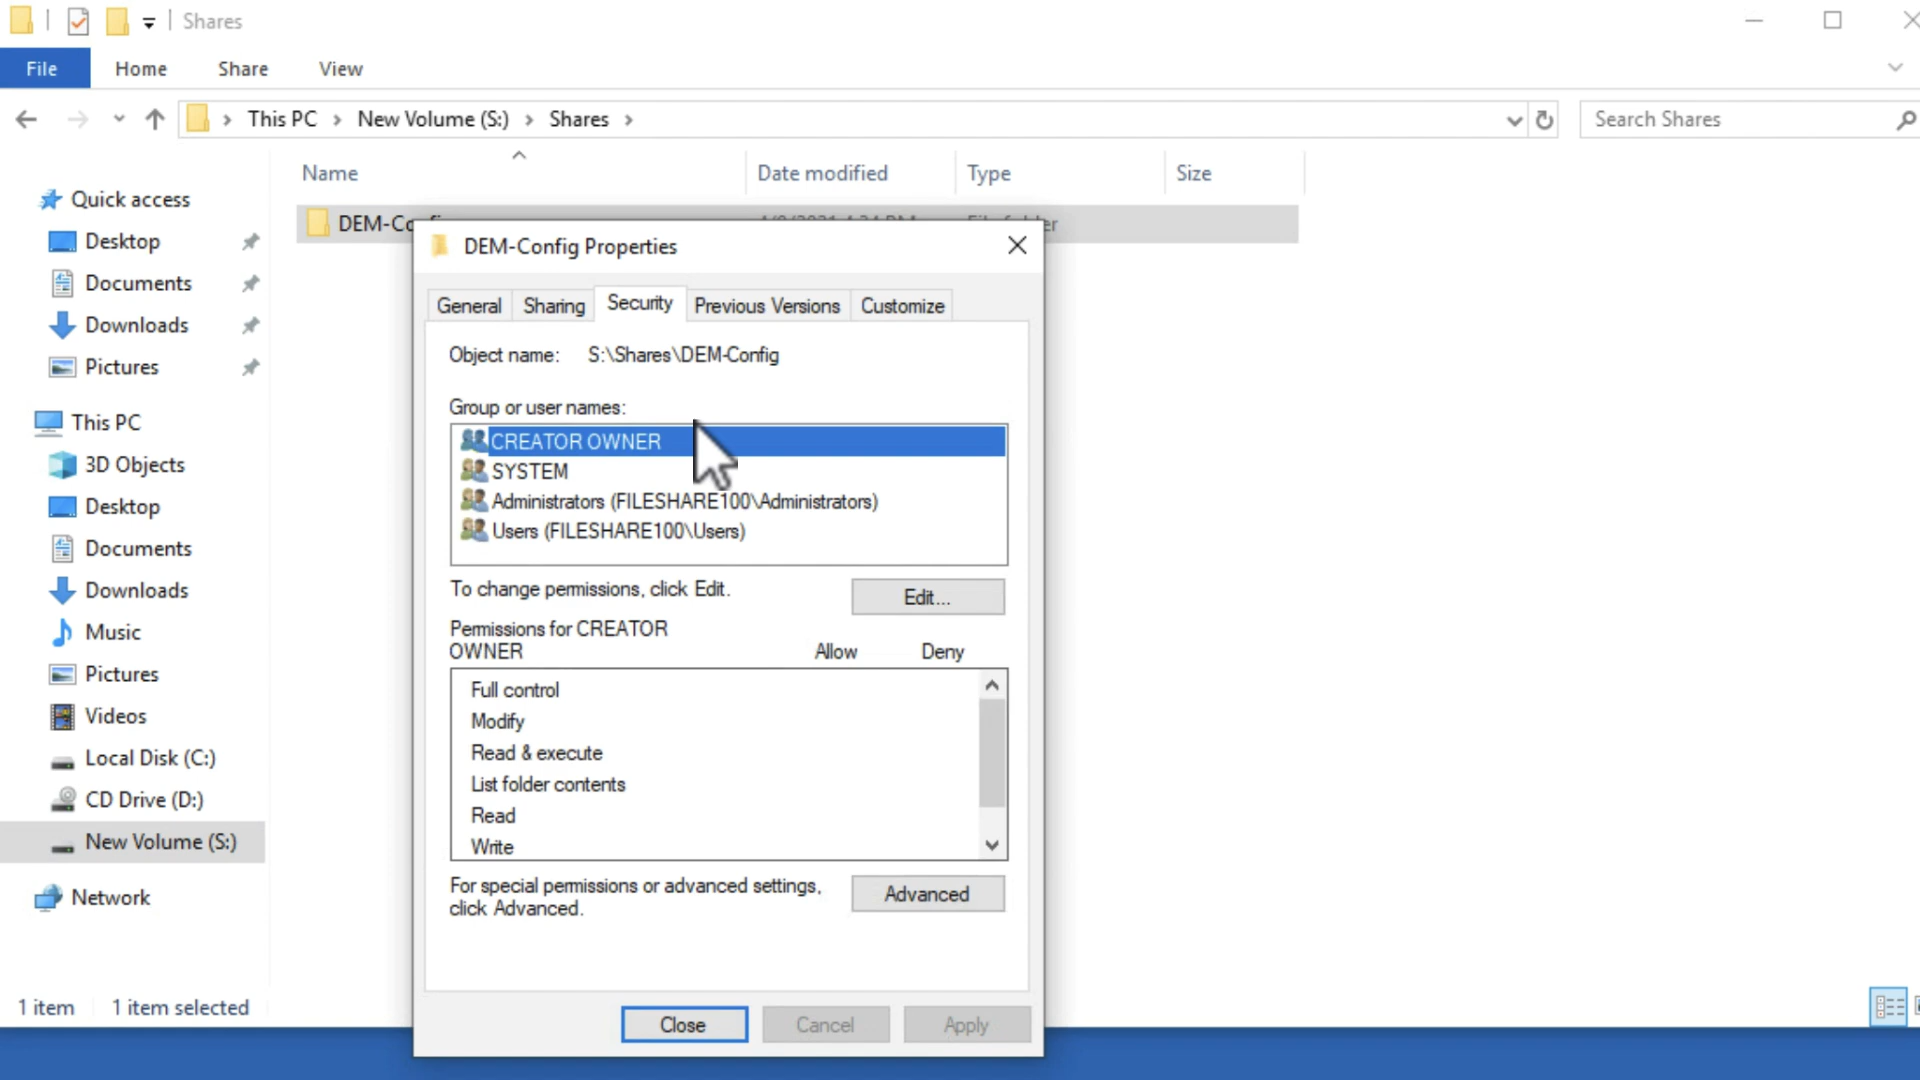 Shares
File Home Share View
This PC New Volume (S:) Shares
Search Shares
Name Date modified Type Size
Quick access
Desktop
Documents
Downloads
Pictures
This PC
3D Objects
Desktop
Documents
Downloads
Music
Pictures
Videos
Local Disk (C:)
CD Drive (D:)
New Volume (S:)
Network
1 item 1 item selected
DEM-Config Properties
General Sharing Security Previous Versions Customize
Object name: S:\Shares\DEM-Config
Group or user names:
CREATOR OWNER
SYSTEM
Administrators (FILESHARE100\Administrators)
Users (FILESHARE100\Users)
To change permissions, click Edit.
Edit...
Permissions for CREATOR
OWNER Allow Deny
Full control
Modify
Read & execute
List folder contents
Read
Write
For special permissions or advanced settings,
click Advanced.
Advanced
Close Cancel Apply